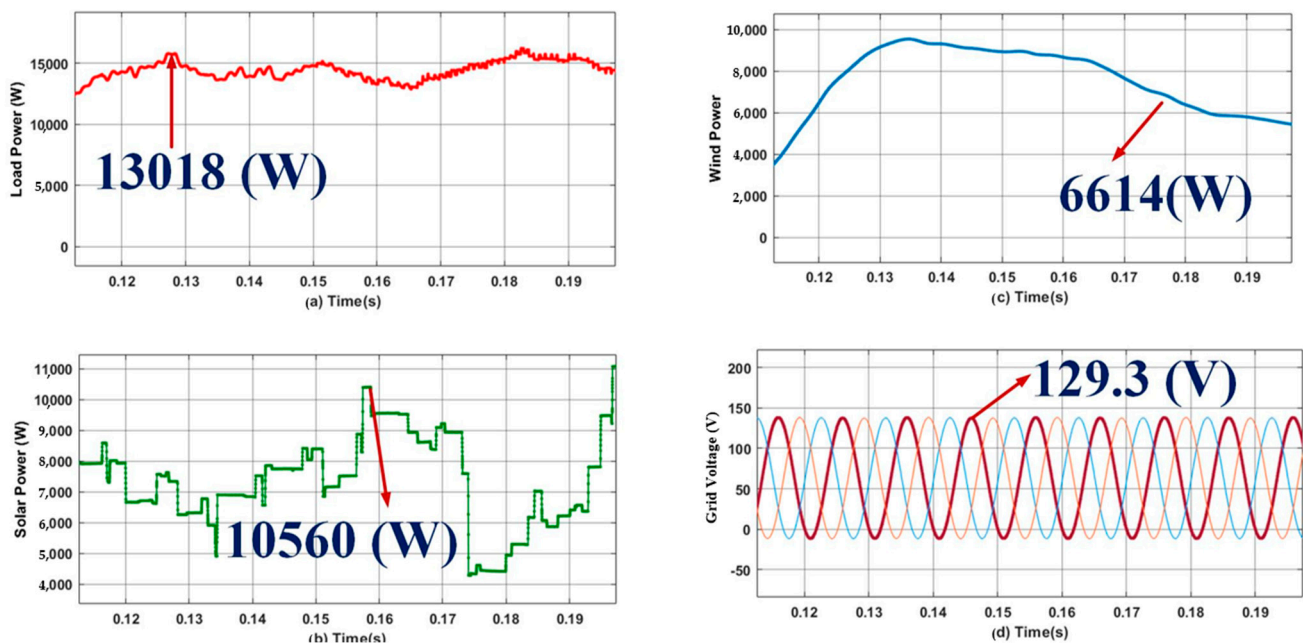 Load Power (W)
15000
10,000
5,000
0
13018 (W)
0.12 0.13 0.14 0.15 0.16 0.17 0.18 0.19
(a) Time(s)
Wind Power
10,000
8,000
6,000
4,000
2,000
0
6614(W)
0.12 0.13 0.14 0.15 0.16 0.17 0.18 0.19
(c) Time(s)
Solar Power (W)
11000
10,000
9,000
8,000
7,000
6,000
5,000
4,000
10560 (W)
0.12 0.13 0.14 0.15 0.16 0.17 0.18 0.19
(b) Time(s)
Grid Voltage (V)
200
150
100
50
0
-50
129.3 (V)
0.12 0.13 0.14 0.15 0.16 0.17 0.18 0.19
(d) Time(s)